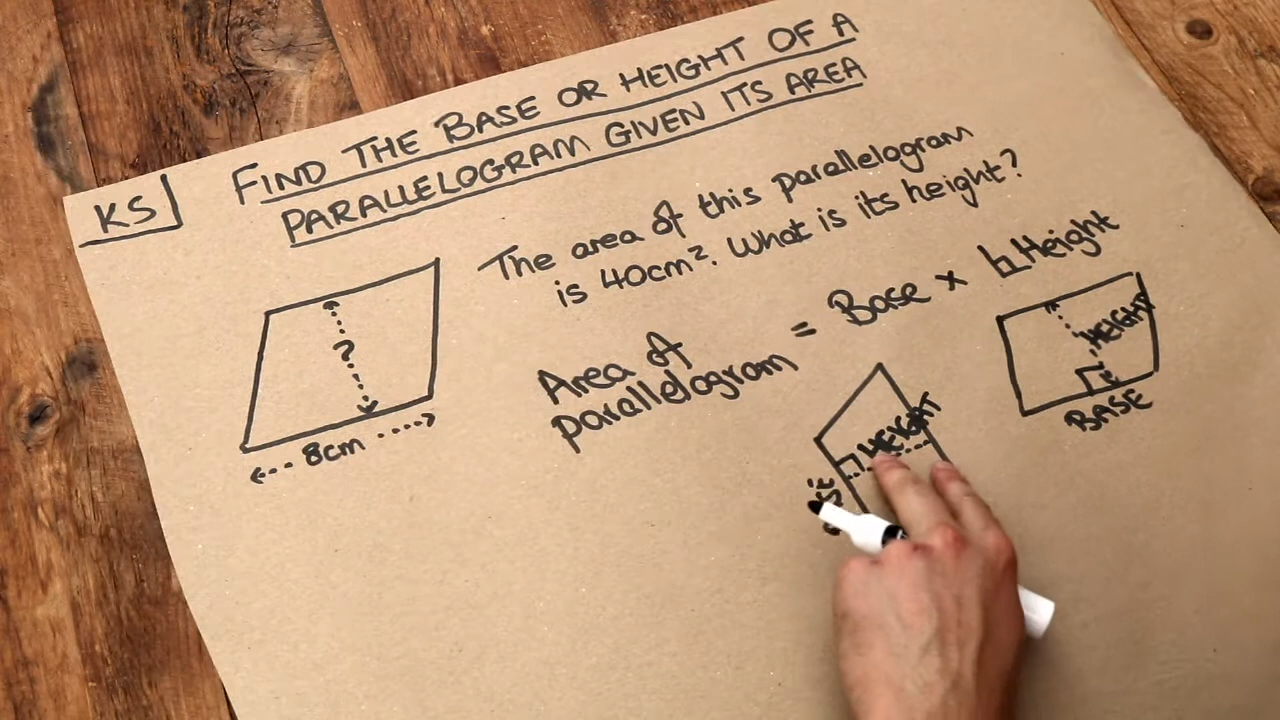 KS
FIND THE BASE OR HEIGHT OF A
PARALLELOGRAM GIVEN ITS AREA
The area of this parallelogram
is 40cm². What is its height?
?
8cm
Area of
parallelogram = Base × Height
HEIGHT
BASE
HEIGHT